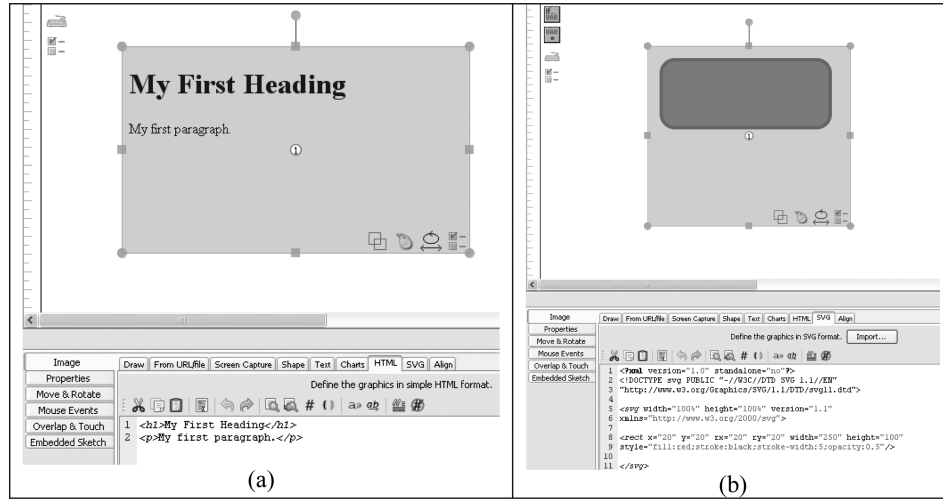 My First Heading
My first paragraph.
1
Image
Properties
Move & Rotate
Mouse Events
Overlap & Touch
Embedded Sketch
Draw From URL/file Screen Capture Shape Text Charts HTML SVG Align
Define the graphics in simple HTML format.
1 <h1>My First Heading</h1>
2 <p>My first paragraph.</p>
(a)
1
Image
Properties
Move & Rotate
Mouse Events
Overlap & Touch
Embedded Sketch
Draw From URL/file Screen Capture Shape Text Charts HTML SVG Align
Define the graphics in SVG format. Import...
1 <?xml version="1.0" standalone="no"?>
2 <!DOCTYPE svg PUBLIC "-//W3C//DTD SVG 1.1//EN"
3 "http://www.w3.org/Graphics/SVG/1.1/DTD/svg11.dtd">
4
5 <svg width="100%" height="100%" version="1.1"
6 xmlns="http://www.w3.org/2000/svg">
7
8 <rect x="20" y="20" rx="20" ry="20" width="250" height="100"
9 style="fill:red;stroke:black;stroke-width:5;opacity:0.5"/>
10
11 </svg>
(b)